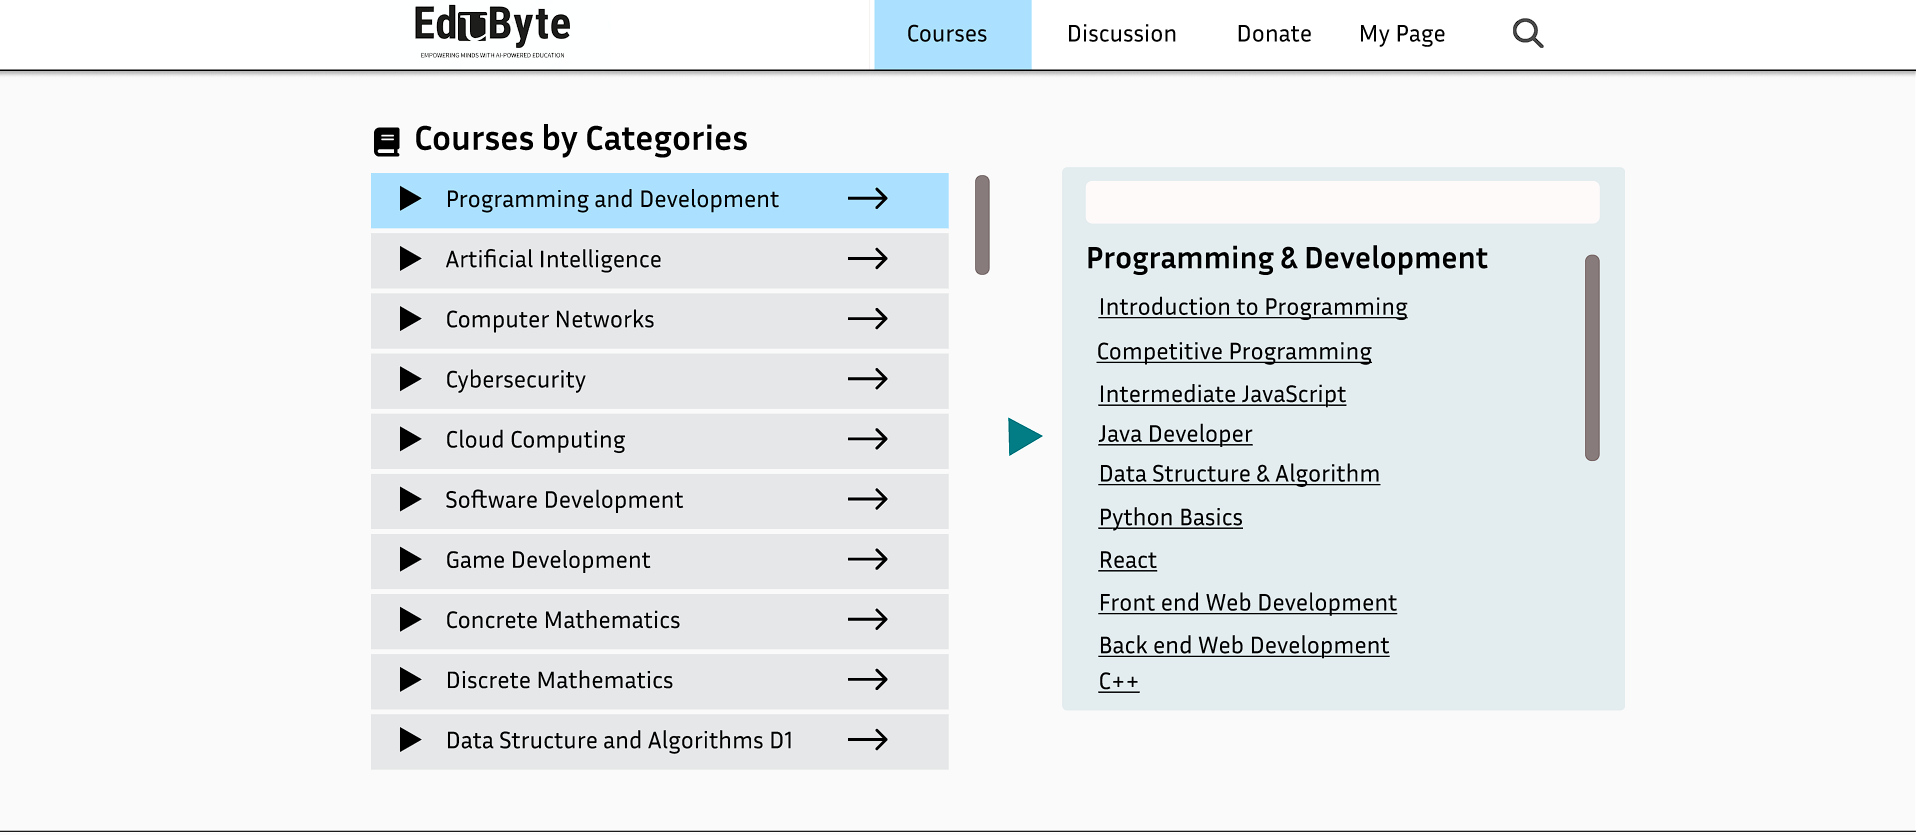 EduByte
EMPOWERING MINDS WITH AI-POWERED EDUCATION
Courses
Discussion
Donate
My Page
Courses by Categories
Programming and Development
Artificial Intelligence
Computer Networks
Cybersecurity
Cloud Computing
Software Development
Game Development
Concrete Mathematics
Discrete Mathematics
Data Structure and Algorithms D1
Programming & Development
Introduction to Programming
Competitive Programming
Intermediate JavaScript
Java Developer
Data Structure & Algorithm
Python Basics
React
Front end Web Development
Back end Web Development
C++